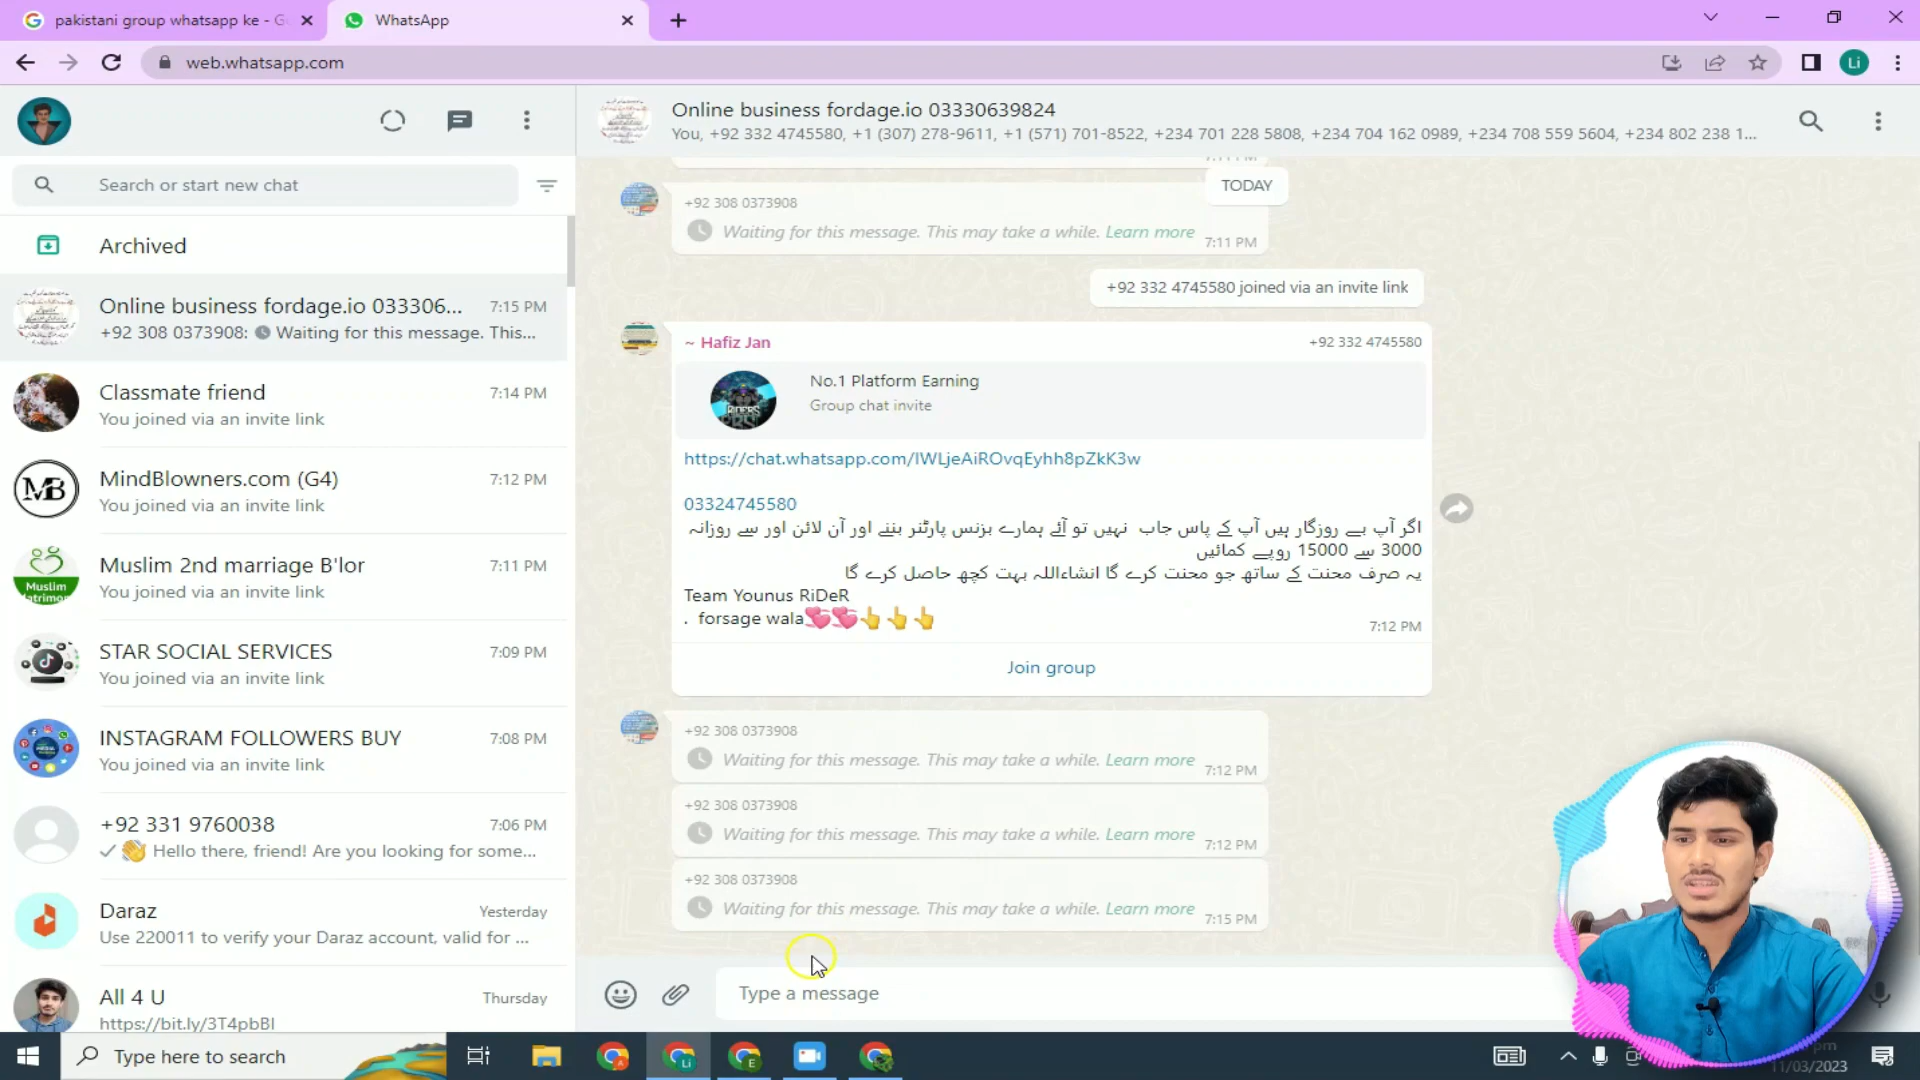 pakistani group whatsapp ke - G
WhatsApp
web.whatsapp.com
Li
Search or start new chat
Archived
Online business fordage.io 033306...
7:15 PM
+92 308 0373908: Waiting for this message. This...
Classmate friend
7:14 PM
You joined via an invite link
MB
MindBlowners.com (G4)
7:12 PM
You joined via an invite link
Muslim
Muslim 2nd marriage B'lor
7:11 PM
You joined via an invite link
STAR SOCIAL SERVICES
7:09 PM
You joined via an invite link
INSTAGRAM FOLLOWERS BUY
7:08 PM
You joined via an invite link
+92 331 9760038
7:06 PM
Hello there, friend! Are you looking for some...
Daraz
Yesterday
Use 220011 to verify your Daraz account, valid for ...
All 4 U
Thursday
https://bit.ly/3T4pbBI
Online business fordage.io 03330639824
You, +92 332 4745580, +1 (307) 278-9611, +1 (571) 701-8522, +234 701 228 5808, +234 704 162 0989, +234 708 559 5604, +234 802 238 1...
TODAY
+92 308 0373908
Waiting for this message. This may take a while. Learn more
7:11 PM
+92 332 4745580 joined via an invite link
~ Hafiz Jan
+92 332 4745580
RIDERS
No.1 Platform Earning
Group chat invite
https://chat.whatsapp.com/IWLjeAiROvqEyhh8pZkK3w
03324745580
اگر آپ بے روزگار ہیں آپ کے پاس جاب نہیں تو آئے ہمارے بزنس پارٹنر بننے اور آن لائن اور سے روزانہ
3000 سے 15000 روپے کمائیں
یہ صرف محنت کے ساتھ جو محنت کرے گا انشاءاللہ بہت کچھ حاصل کرے گا
Team Younus RiDeR
. forsage wala💞💞👆👆👆
7:12 PM
Join group
+92 308 0373908
Waiting for this message. This may take a while. Learn more
7:12 PM
+92 308 0373908
Waiting for this message. This may take a while. Learn more
7:12 PM
+92 308 0373908
Waiting for this message. This may take a while. Learn more
7:15 PM
Type a message
Type here to search
Li
E
pm
11/03/2023